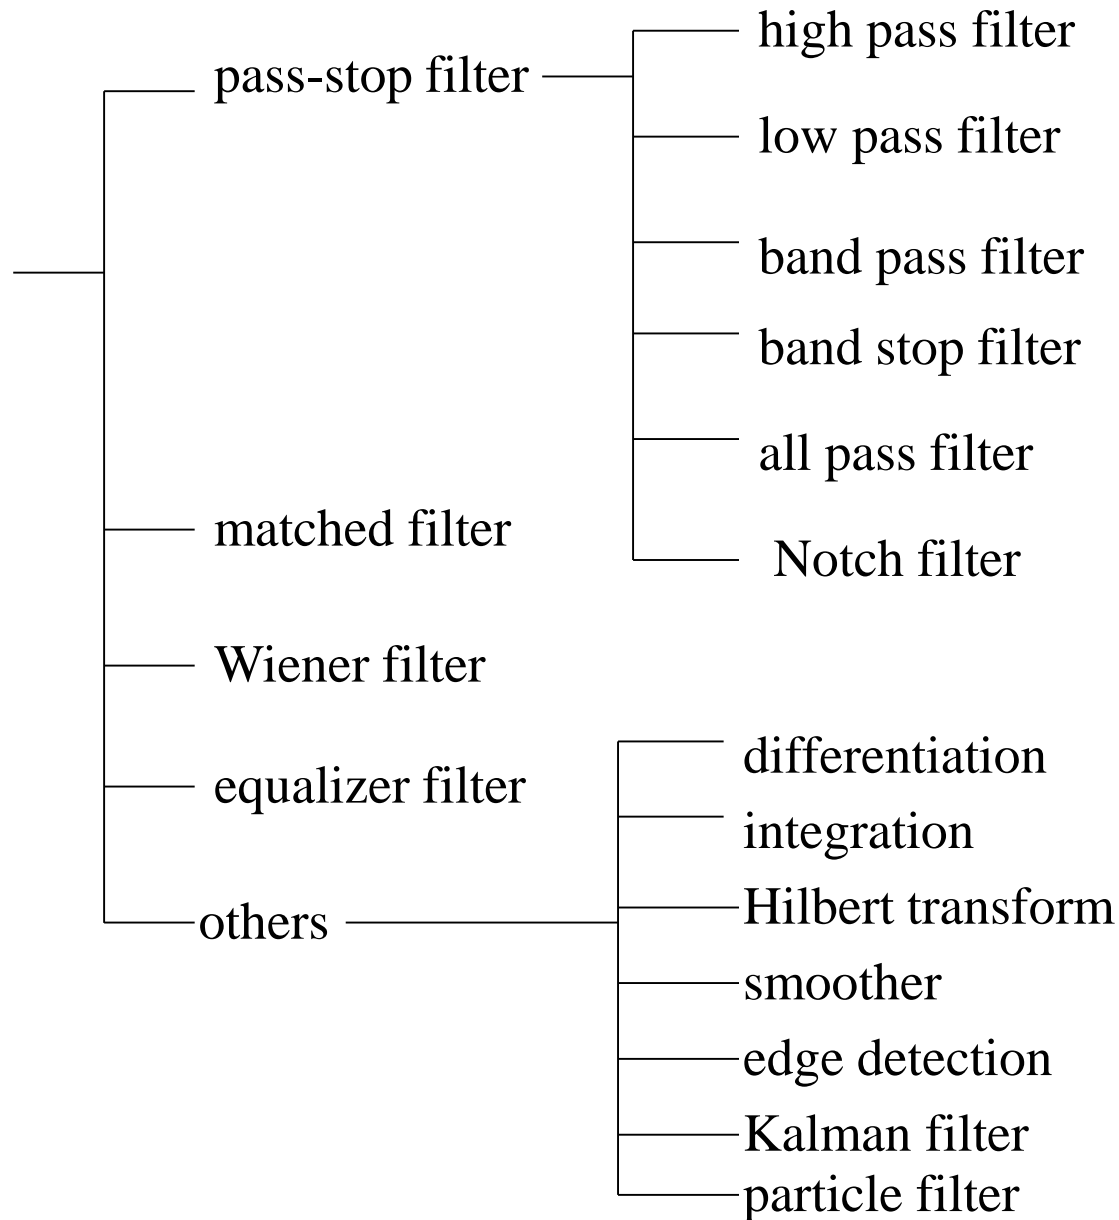 pass-stop filter
high pass filter
low pass filter
band pass filter
band stop filter
all pass filter
Notch filter
matched filter
Wiener filter
equalizer filter
others
differentiation
integration
Hilbert transform
smoother
edge detection
Kalman filter
particle filter